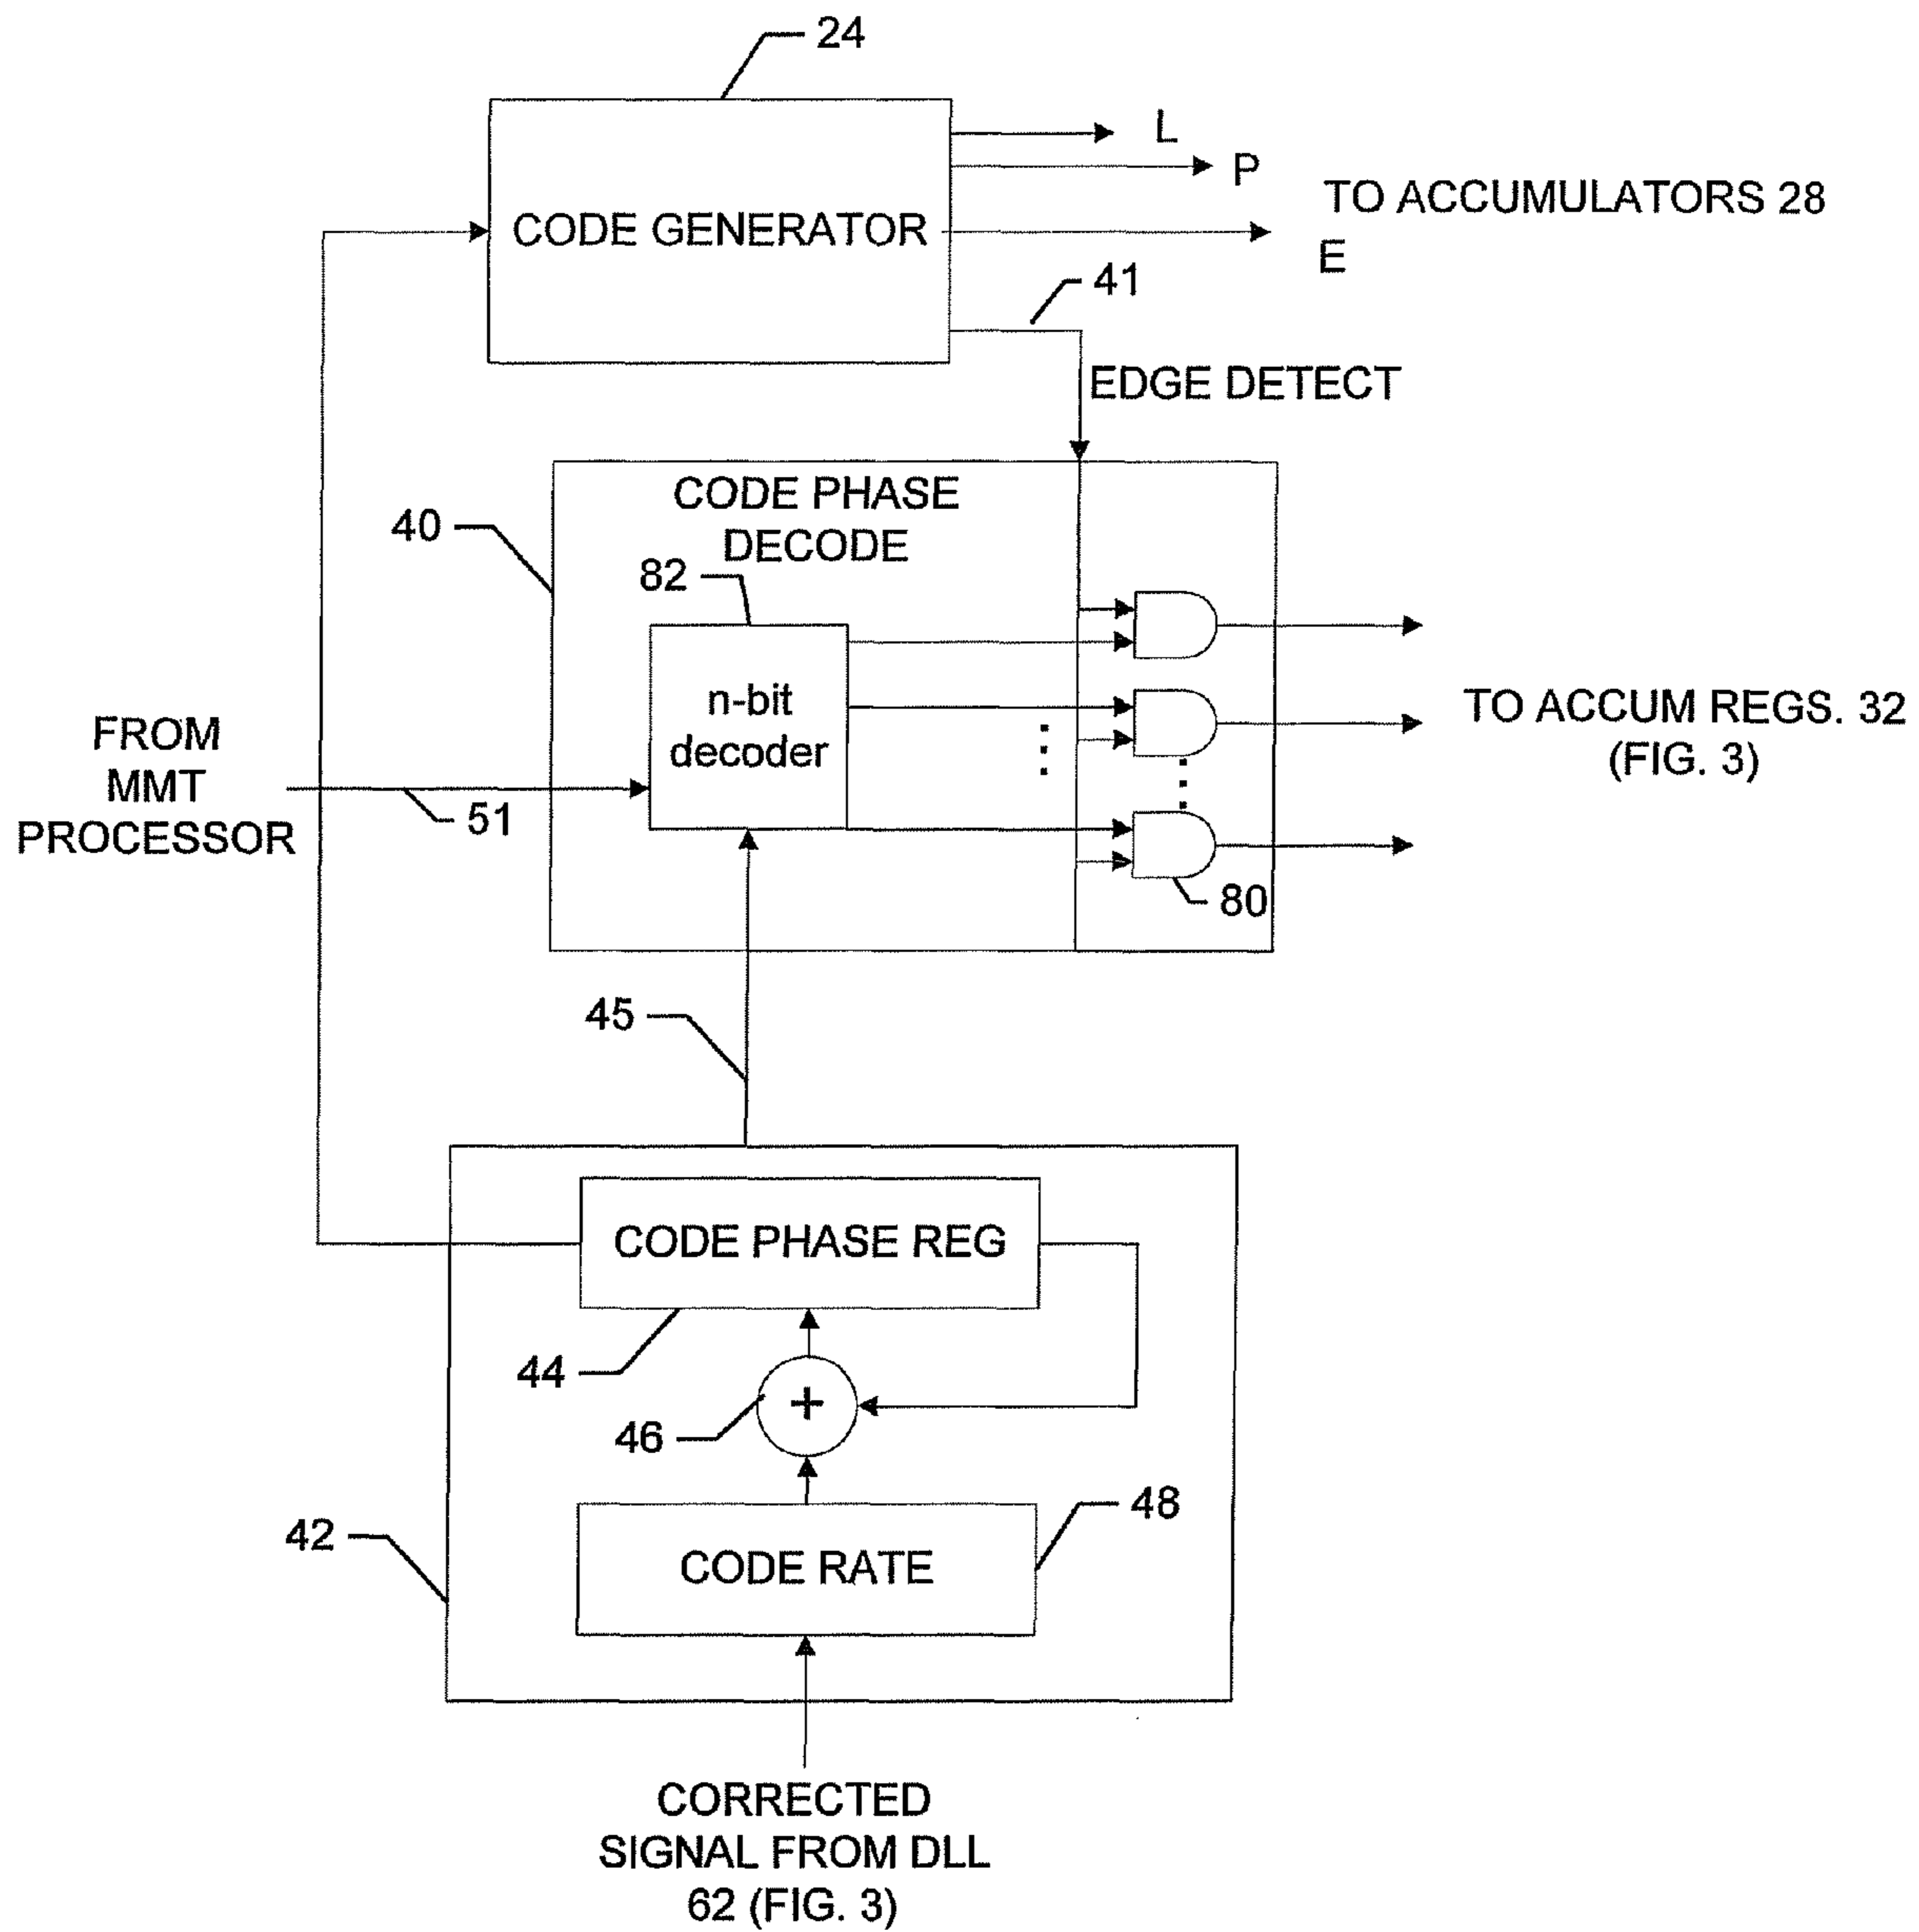 24
L
P
CODE GENERATOR
TO ACCUMULATORS 28
E
41
EDGE DETECT
CODE PHASE
DECODE
40
82
n-bit
decoder
FROM
MMT
PROCESSOR
51
TO ACCUM REGS. 32
(FIG. 3)
80
45
CODE PHASE REG
44
+
46
48
CODE RATE
42
CORRECTED
SIGNAL FROM DLL
62 (FIG. 3)